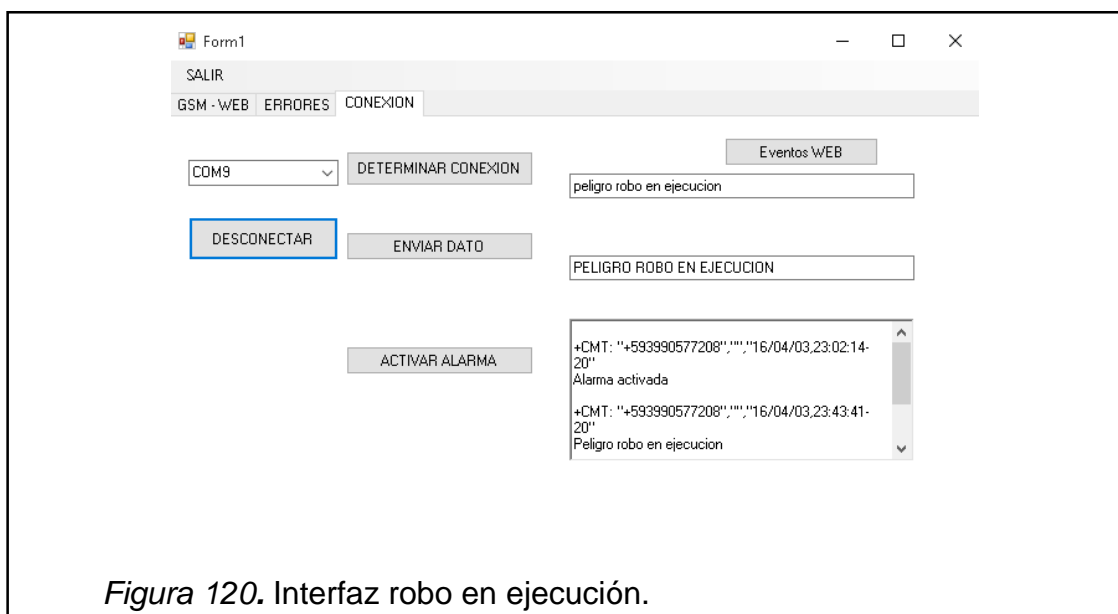 Form1
SALIR
GSM - WEB ERRORES CONEXION
Eventos WEB
COM9 DETERMINAR CONEXION
peligro robo en ejecucion
DESCONECTAR ENVIAR DATO
PELIGRO ROBO EN EJECUCION
ACTIVAR ALARMA
+CMT: "+593990577208","","16/04/03,23:02:14-
20"
Alarma activada
+CMT: "+593990577208","","16/04/03,23:43:41-
20"
Peligro robo en ejecucion
Figura 120. Interfaz robo en ejecución.